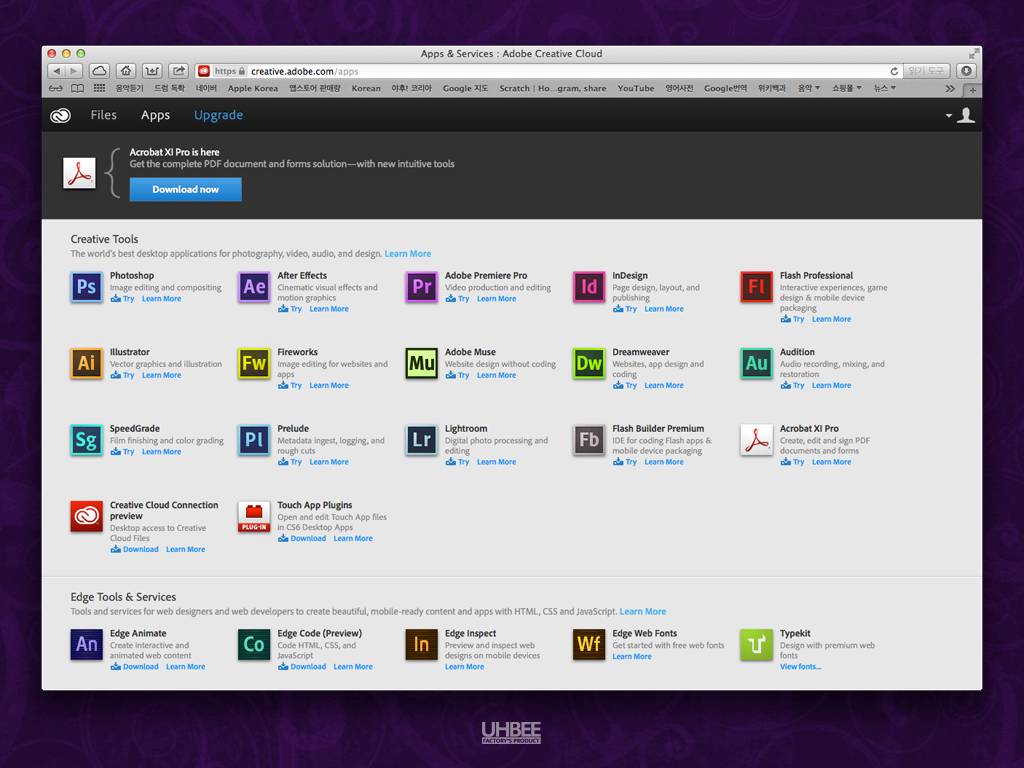 Apps & Services : Adobe Creative Cloud
https creative.adobe.com/apps 읽기 도구
음악듣기 드럼 독학 네이버 Apple Korea 앱스토어 판매량 Korean 야후! 코리아 Google 지도 Scratch | Ho...gram, share YouTube 영어사전 Google번역 위키백과 음악 쇼핑몰 뉴스
Files Apps Upgrade
Acrobat XI Pro is here
Get the complete PDF document and forms solution—with new intuitive tools
Download now
Creative Tools
The world's best desktop applications for photography, video, audio, and design. Learn More
Ps
Photoshop
Image editing and compositing
Try Learn More
Ae
After Effects
Cinematic visual effects and
motion graphics
Try Learn More
Pr
Adobe Premiere Pro
Video production and editing
Try Learn More
Id
InDesign
Page design, layout, and
publishing
Try Learn More
Fl
Flash Professional
Interactive experiences, game
design & mobile device
packaging
Try Learn More
Ai
Illustrator
Vector graphics and illustration
Try Learn More
Fw
Fireworks
Image editing for websites and
apps
Try Learn More
Mu
Adobe Muse
Website design without coding
Try Learn More
Dw
Dreamweaver
Websites, app design and
coding
Try Learn More
Au
Audition
Audio recording, mixing, and
restoration
Try Learn More
Sg
SpeedGrade
Film finishing and color grading
Try Learn More
Pl
Prelude
Metadata ingest, logging, and
rough cuts
Try Learn More
Lr
Lightroom
Digital photo processing and
editing
Try Learn More
Fb
Flash Builder Premium
IDE for coding Flash apps &
mobile device packaging
Try Learn More
Acrobat XI Pro
Create, edit and sign PDF
documents and forms
Try Learn More
Creative Cloud Connection
preview
Desktop access to Creative
Cloud Files
Download Learn More
PLUG-IN
Touch App Plugins
Open and edit Touch App files
in CS6 Desktop Apps
Download Learn More
Edge Tools & Services
Tools and services for web designers and web developers to create beautiful, mobile-ready content and apps with HTML, CSS and JavaScript. Learn More
An
Edge Animate
Create interactive and
animated web content
Download Learn More
Co
Edge Code (Preview)
Code HTML, CSS, and
JavaScript
Download Learn More
In
Edge Inspect
Preview and inspect web
designs on mobile devices
Learn More
Wf
Edge Web Fonts
Get started with free web fonts
Learn More
Typekit
Design with premium web
fonts
View fonts...
UHBEE
FACTORY'S PRODUCT